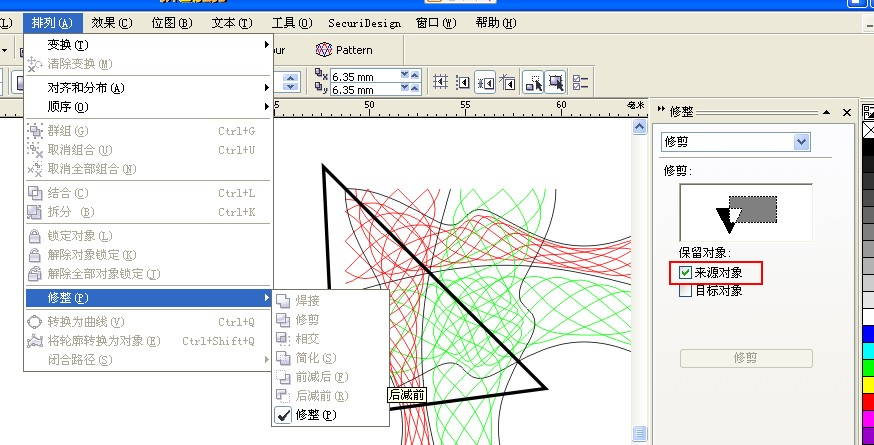 排列(A) 效果(C) 位图(B) 文本(T) 工具(O) SecuriDesign 窗口(W) 帮助(H)
变换(T)
清除变换(M)
对齐和分布(A)
顺序(O)
群组(G) Ctrl+G
取消组合(U) Ctrl+U
取消全部组合(N)
结合(C) Ctrl+L
拆分 (B) Ctrl+K
锁定对象(L)
解除对象锁定(K)
解除全部对象锁定(J)
修整(P)
转换为曲线(V) Ctrl+Q
将轮廓转换为对象(E) Ctrl+Shift+Q
闭合路径(S)
焊接
修剪
相交
简化(S)
前减后(F)
后减前(R)
修整(P)
后减前
our
Pattern
x 6.35 mm
y 6.35 mm
45 50 55 60 毫米
修整
修剪
修剪:
保留对象:
来源对象
目标对象
修剪